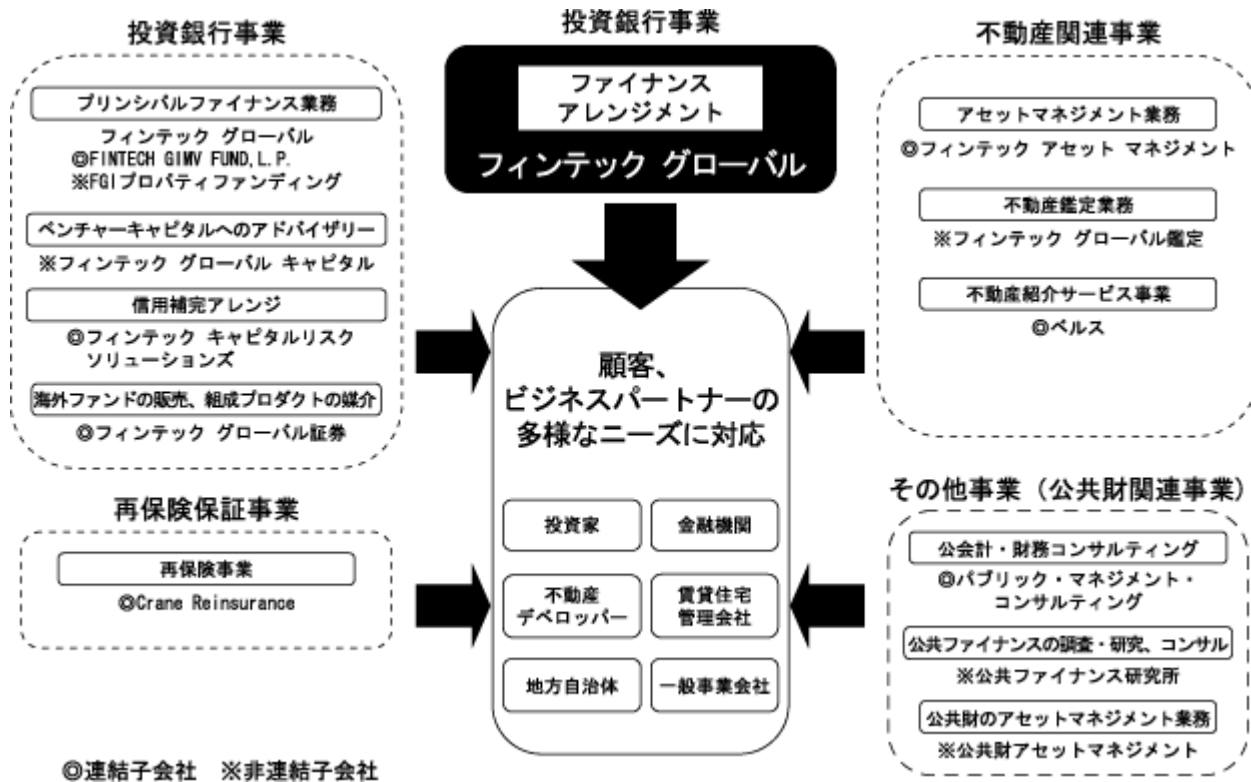 投資銀行事業
プリンシパルファイナンス業務
フィンテック グローバル
◎FINTECH GIMV FUND,L.P.
※FGIプロパティファンディング
ベンチャーキャピタルへのアドバイザリー
※フィンテック グローバル キャピタル
信用補完アレンジ
◎フィンテック キャピタルリスク
ソリューションズ
海外ファンドの販売、組成プロダクトの媒介
◎フィンテック グローバル証券
再保険保証事業
再保険事業
◎Crane Reinsurance
投資銀行事業
ファイナンス
アレンジメント
フィンテック グローバル
顧客、
ビジネスパートナーの
多様なニーズに対応
投資家
金融機関
不動産
デベロッパー
賃貸住宅
管理会社
地方自治体
一般事業会社
不動産関連事業
アセットマネジメント業務
◎フィンテック アセット マネジメント
不動産鑑定業務
※フィンテック グローバル鑑定
不動産紹介サービス事業
◎ベルス
その他事業（公共財関連事業）
公会計・財務コンサルティング
◎パブリック・マネジメント・
コンサルティング
公共ファイナンスの調査・研究、コンサル
※公共ファイナンス研究所
公共財のアセットマネジメント業務
※公共財アセットマネジメント
◎連結子会社 ※非連結子会社